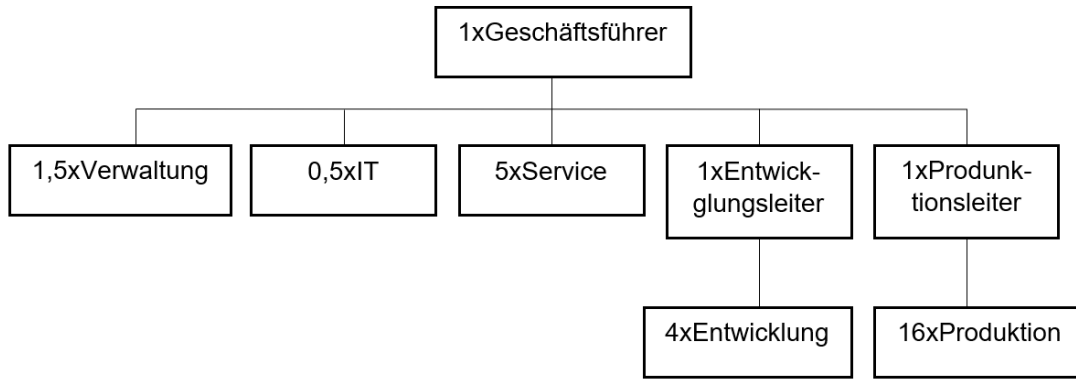 1xGeschäftsführer
1,5xVerwaltung
0,5xIT
5xService
1xEntwick-
glungsleiter
1xProdunk-
tionsleiter
4xEntwicklung
16xProduktion